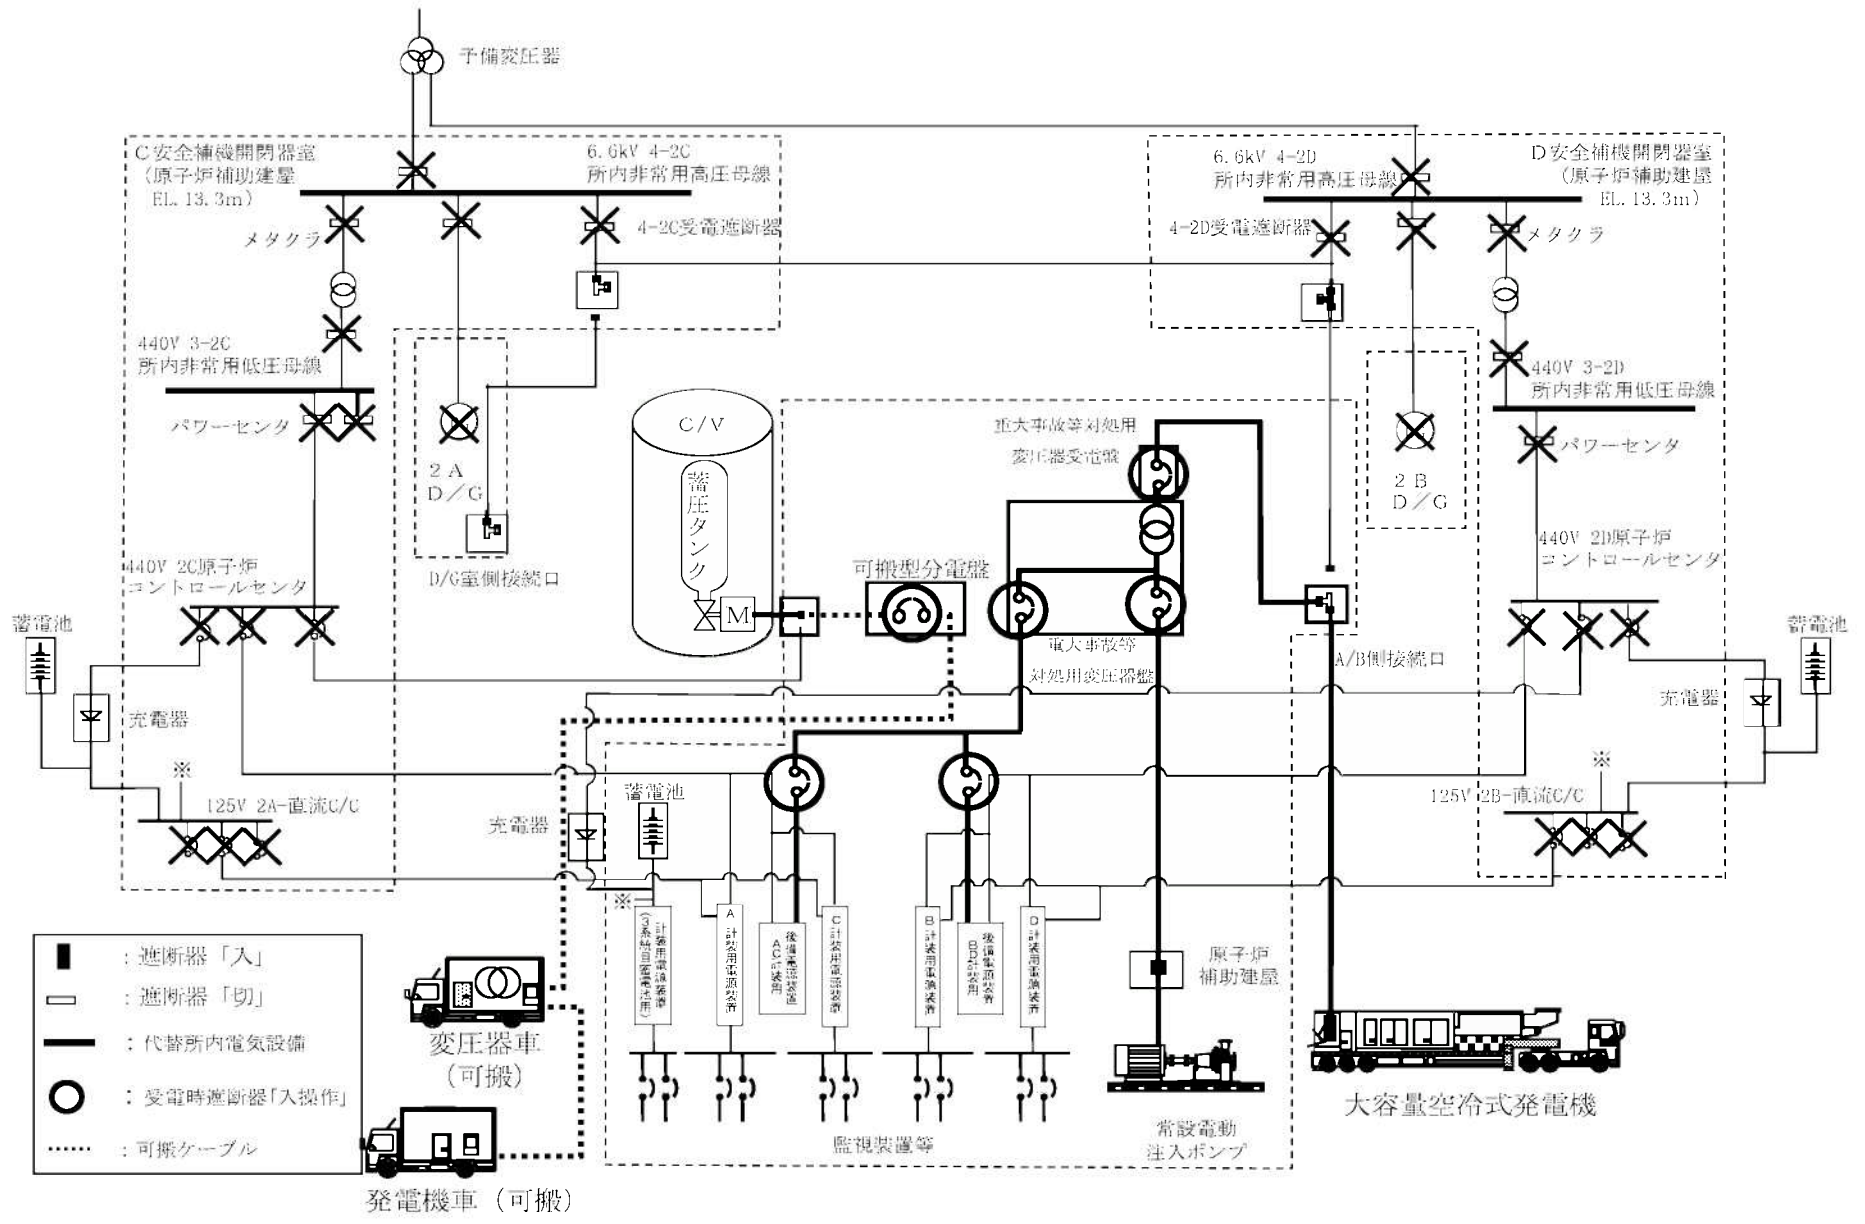 予備変圧器
C安全補機開閉器室
(原子炉補助建屋
EL.13.3m)
6.6kV 4-2C
所内非常用高圧母線
メタクラ
4-2C受電遮断器
6.6kV 4-2D
所内非常用高圧母線
D安全補機開閉器室
(原子炉補助建屋
EL.13.3m)
4-2D受電遮断器
メタクラ
440V 3-2C
所内非常用低圧母線
パワーセンタ
2A
D/G
D/G室側接続口
C/V
蓄圧タンク
M
可搬型分電盤
重大事故等対処用
変圧器受電盤
重大事故等
対処用変圧器盤
A/B側接続口
2B
D/G
440V 3-2D
所内非常用低圧母線
パワーセンタ
440V 2C原子炉
コントロールセンタ
440V 2D原子炉
コントロールセンタ
蓄電池
充電器
※
125V 2A-直流C/C
蓄電池
充電器
※
125V 2B-直流C/C
充電器
蓄電池
※
計装用電源装置
(3系統目蓄電池用)
A計装用電源装置
後備電源装置
AC計装用
C計装用電源装置
B計装用電源装置
後備電源装置
BD計装用
D計装用電源装置
監視装置等
原子炉
補助建屋
常設電動
注入ポンプ
大容量空冷式発電機
変圧器車
(可搬)
発電機車(可搬)
:遮断器「入」
:遮断器「切」
:代替所内電気設備
:受電時遮断器「入操作」
:可搬ケーブル